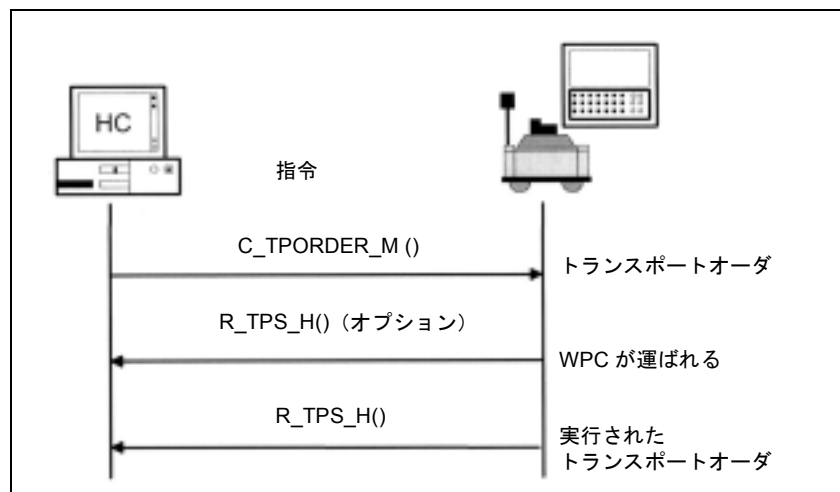 HC
指令
C_TPORDER_M ()
トランスポートオーダ
R_TPS_H()（オプション）
WPC が運ばれる
R_TPS_H()
実行された
トランスポートオーダ